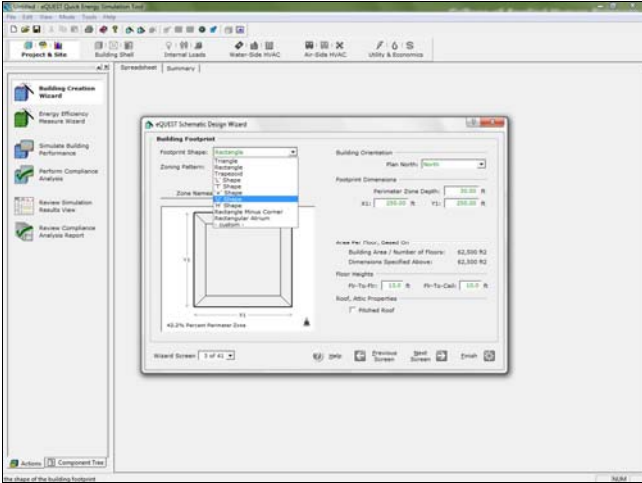 Untitled - eQUEST Quick Energy Simulation Tool
File Edit View Mode Tools Help
Project & Site
Building Shell
Internal Loads
Water-Side HVAC
Air-Side HVAC
Utility & Economics
Spreadsheet Summary
Building Creation
Wizard
Energy Efficiency
Measure Wizard
Simulate Building
Performance
Perform Compliance
Analysis
Review Simulation
Results View
Review Compliance
Analysis Report
Actions Component Tree
eQUEST Schematic Design Wizard
Building Footprint
Footprint Shape: Rectangle
Triangle
Rectangle
Trapezoid
'L' Shape
'T' Shape
'+' Shape
'U' Shape
'H' Shape
Rectangle Minus Corner
Rectangular Atrium
- custom -
Zoning Pattern:
Zone Names
Y1
X1
42.2% Percent Perimeter Zone
Building Orientation
Plan North: North
Footprint Dimensions
Perimeter Zone Depth: 30.00 ft
X1: 250.00 ft Y1: 250.00 ft
Area Per Floor, Based On
Building Area / Number of Floors: 62,500 ft2
Dimensions Specified Above: 62,500 ft2
Floor Heights
Flr-To-Flr: 15.0 ft Flr-To-Ceil: 10.0 ft
Roof, Attic Properties
Pitched Roof
Wizard Screen 3 of 41
Help
Previous
Screen
Next
Screen
Finish
the shape of the building footprint
NUM